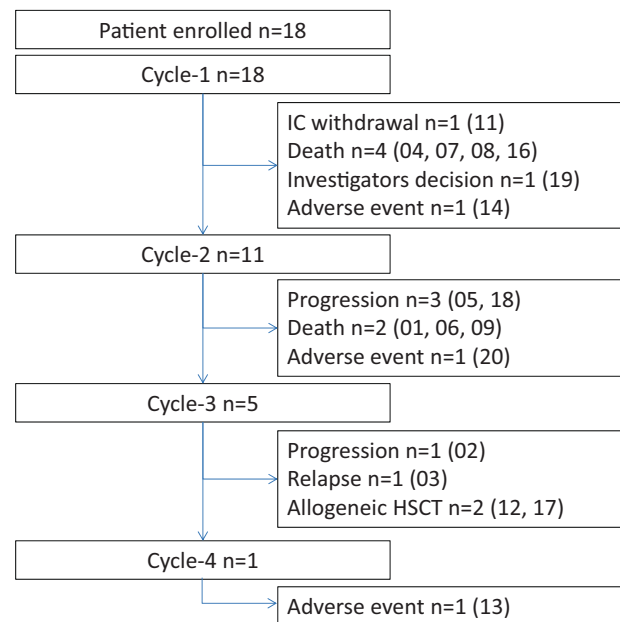 Patient enrolled n=18
Cycle-1 n=18
IC withdrawal n=1 (11)
Death n=4 (04, 07, 08, 16)
Investigators decision n=1 (19)
Adverse event n=1 (14)
Cycle-2 n=11
Progression n=3 (05, 18)
Death n=2 (01, 06, 09)
Adverse event n=1 (20)
Cycle-3 n=5
Progression n=1 (02)
Relapse n=1 (03)
Allogeneic HSCT n=2 (12, 17)
Cycle-4 n=1
Adverse event n=1 (13)